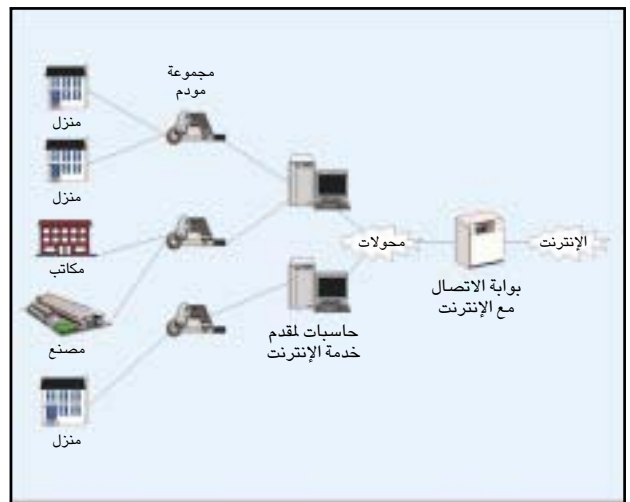 مجموعة
مودم
منزل
منزل
مكاتب
مصنع
منزل
حاسبات لمقدم
خدمة الإنترنت
محولات
بوابة الاتصال
مع الإنترنت
الإنترنت